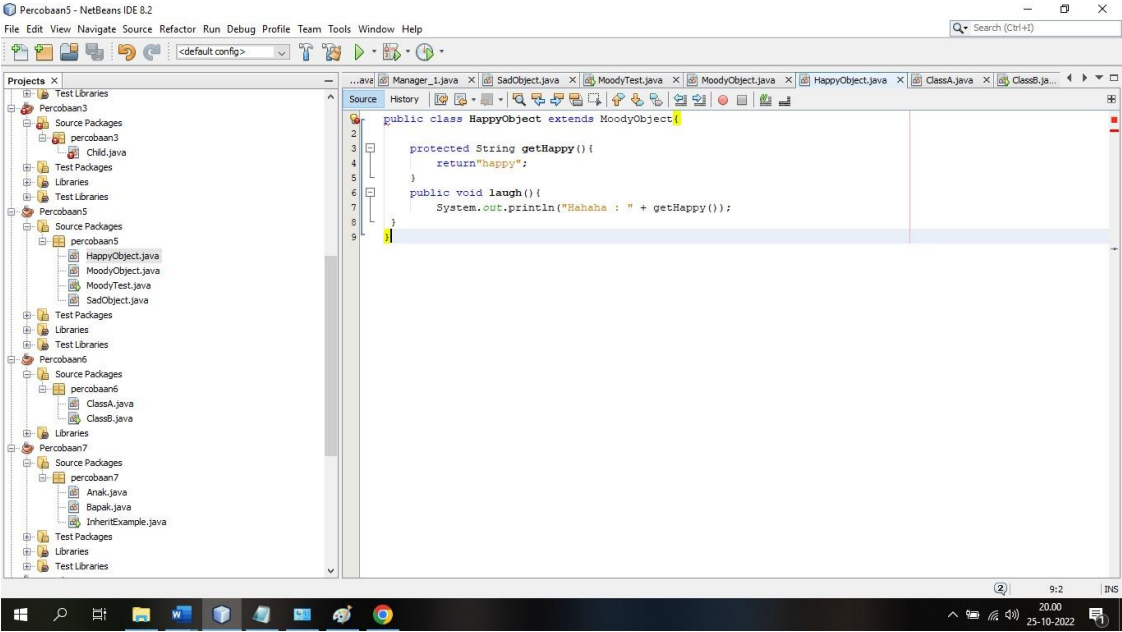 Percobaan5 - NetBeans IDE 8.2
File Edit View Navigate Source Refactor Run Debug Profile Team Tools Window Help
Search (Ctrl+I)
<default config>
Projects
...ava Manager_1.java SadObject.java MoodyTest.java MoodyObject.java HappyObject.java ClassA.java ClassB.ja...
Source History
Test Libraries
Percobaan3
Source Packages
percobaan3
Child.java
Test Packages
Libraries
Test Libraries
Percobaan5
Source Packages
percobaan5
HappyObject.java
MoodyObject.java
MoodyTest.java
SadObject.java
Test Packages
Libraries
Test Libraries
Percobaan6
Source Packages
percobaan6
ClassA.java
ClassB.java
Libraries
Percobaan7
Source Packages
percobaan7
Anak.java
Bapak.java
InheritExample.java
Test Packages
Libraries
Test Libraries
public class HappyObject extends MoodyObject{
2
3 protected String getHappy(){
4 return"happy";
5 }
6 public void laugh(){
7 System.out.println("Hahaha : " + getHappy());
8 }
9 }
2 9:2 INS
20.00
25-10-2022